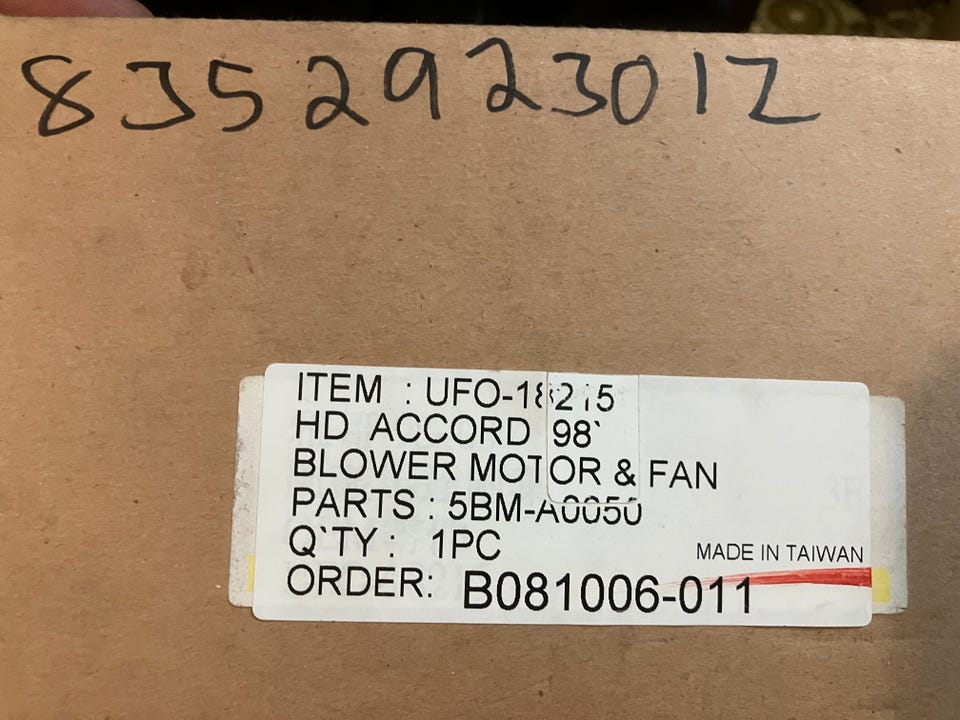 8352923012
ITEM : UFO-18215
HD ACCORD 98`
BLOWER MOTOR & FAN
PARTS : 5BM-A0050
Q`TY : 1PC
MADE IN TAIWAN
ORDER: B081006-011